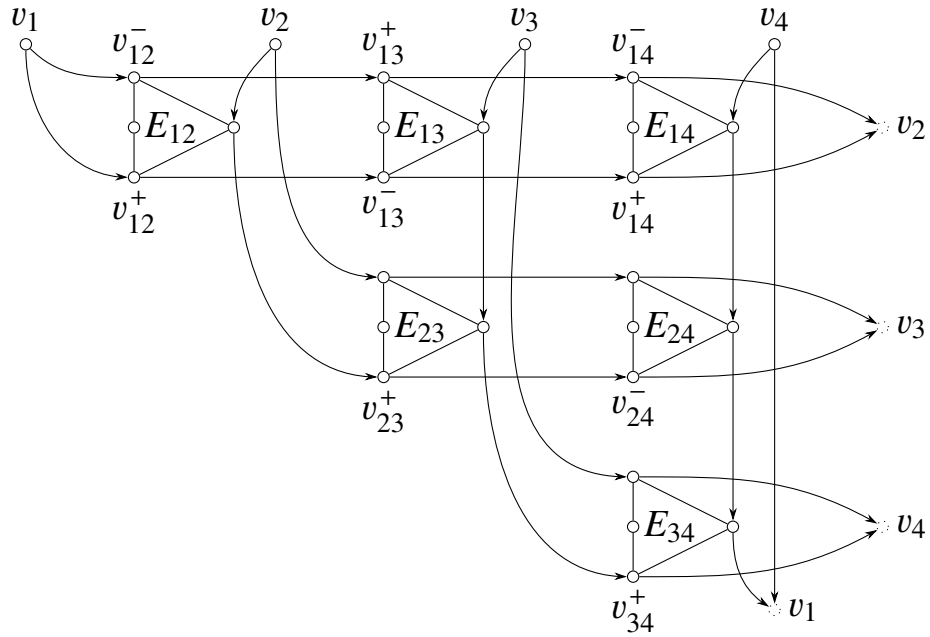 v₁ v₂ v₃ v₄
v₁₂⁻ v₁₃⁺ v₁₄⁻
E₁₂ E₁₃ E₁₄ v₂
v₁₂⁺ v₁₃⁻ v₁₄⁺
E₂₃ E₂₄ v₃
v₂₃⁺ v₂₄⁻
E₃₄ v₄
v₃₄⁺ v₁